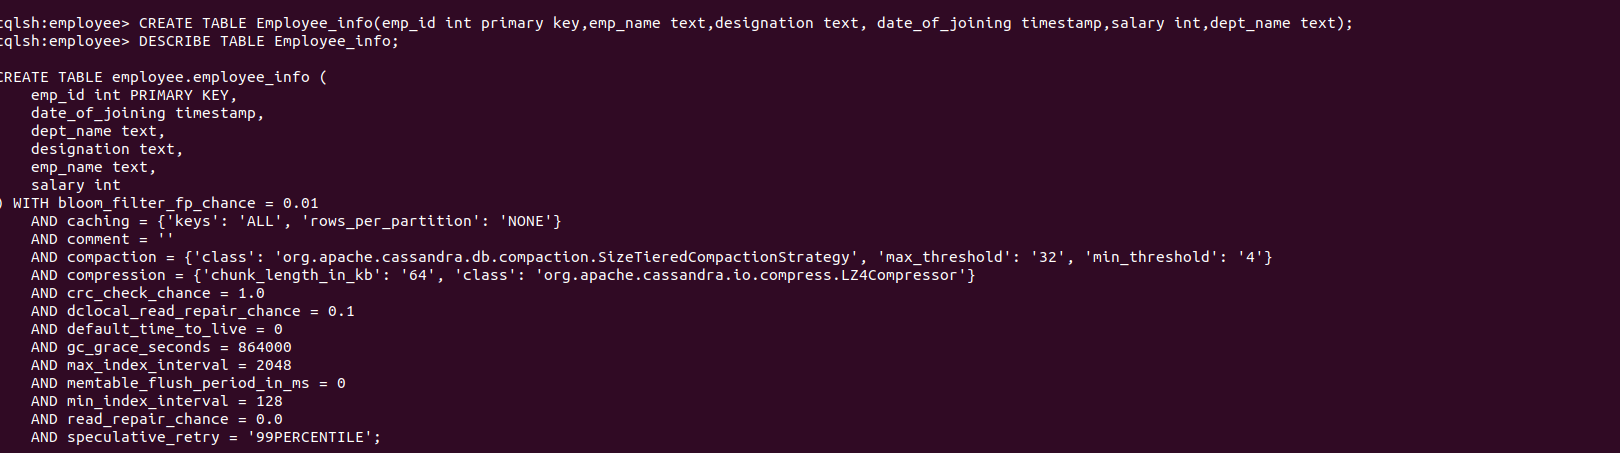 cqlsh:employee> CREATE TABLE Employee_info(emp_id int primary key,emp_name text,designation text, date_of_joining timestamp,salary int,dept_name text);
cqlsh:employee> DESCRIBE TABLE Employee_info;
CREATE TABLE employee.employee_info (
    emp_id int PRIMARY KEY,
    date_of_joining timestamp,
    dept_name text,
    designation text,
    emp_name text,
    salary int
) WITH bloom_filter_fp_chance = 0.01
    AND caching = {'keys': 'ALL', 'rows_per_partition': 'NONE'}
    AND comment = ''
    AND compaction = {'class': 'org.apache.cassandra.db.compaction.SizeTieredCompactionStrategy', 'max_threshold': '32', 'min_threshold': '4'}
    AND compression = {'chunk_length_in_kb': '64', 'class': 'org.apache.cassandra.io.compress.LZ4Compressor'}
    AND crc_check_chance = 1.0
    AND dclocal_read_repair_chance = 0.1
    AND default_time_to_live = 0
    AND gc_grace_seconds = 864000
    AND max_index_interval = 2048
    AND memtable_flush_period_in_ms = 0
    AND min_index_interval = 128
    AND read_repair_chance = 0.0
    AND speculative_retry = '99PERCENTILE';